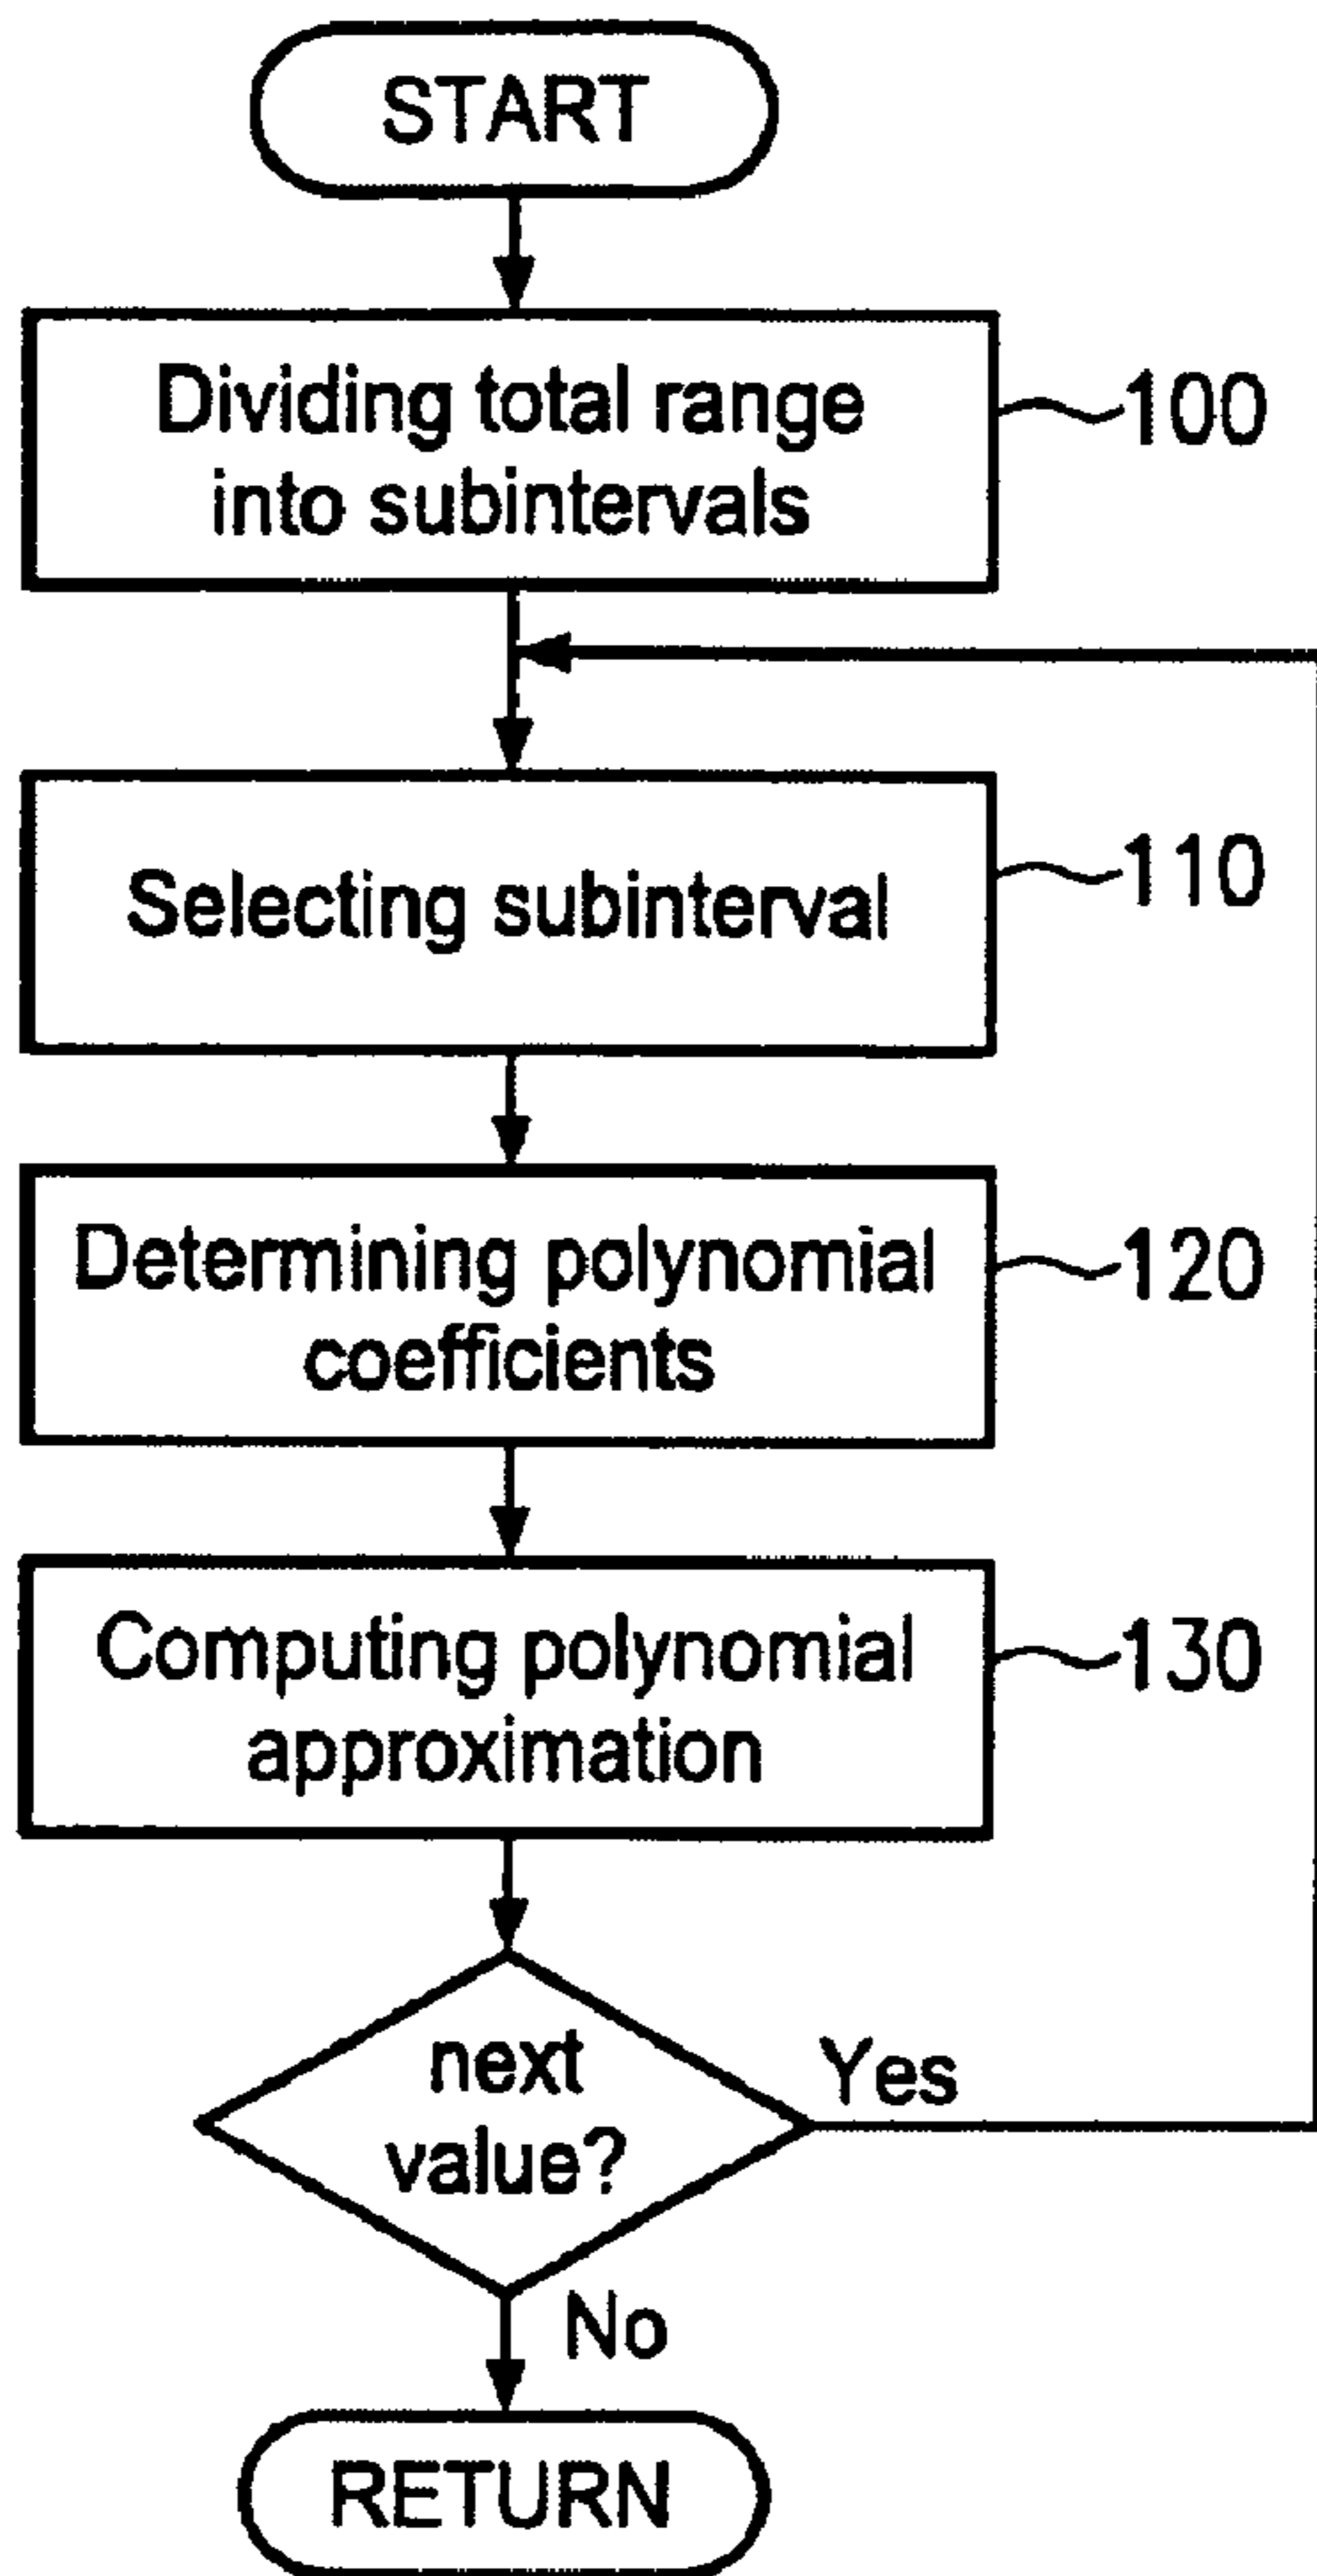 START
Dividing total range
into subintervals
100
Selecting subinterval
110
Determining polynomial
coefficients
120
Computing polynomial
approximation
130
next
value?
Yes
No
RETURN